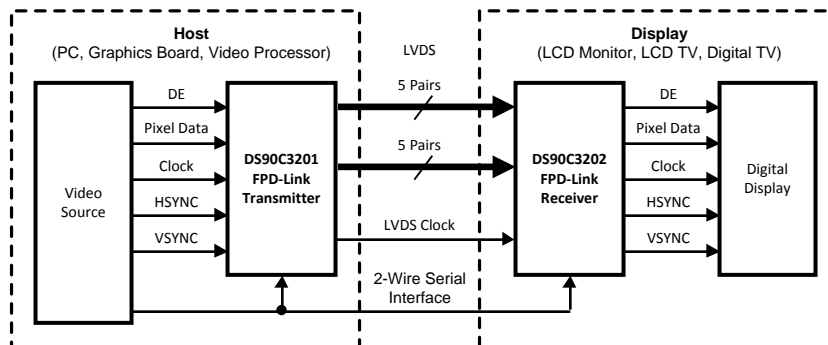 Host
(PC, Graphics Board, Video Processor)
LVDS
Display
(LCD Monitor, LCD TV, Digital TV)
Video
Source
DE
Pixel Data
Clock
HSYNC
VSYNC
DS90C3201
FPD-Link
Transmitter
5 Pairs
5 Pairs
LVDS Clock
2-Wire Serial
Interface
DS90C3202
FPD-Link
Receiver
DE
Pixel Data
Clock
HSYNC
VSYNC
Digital
Display